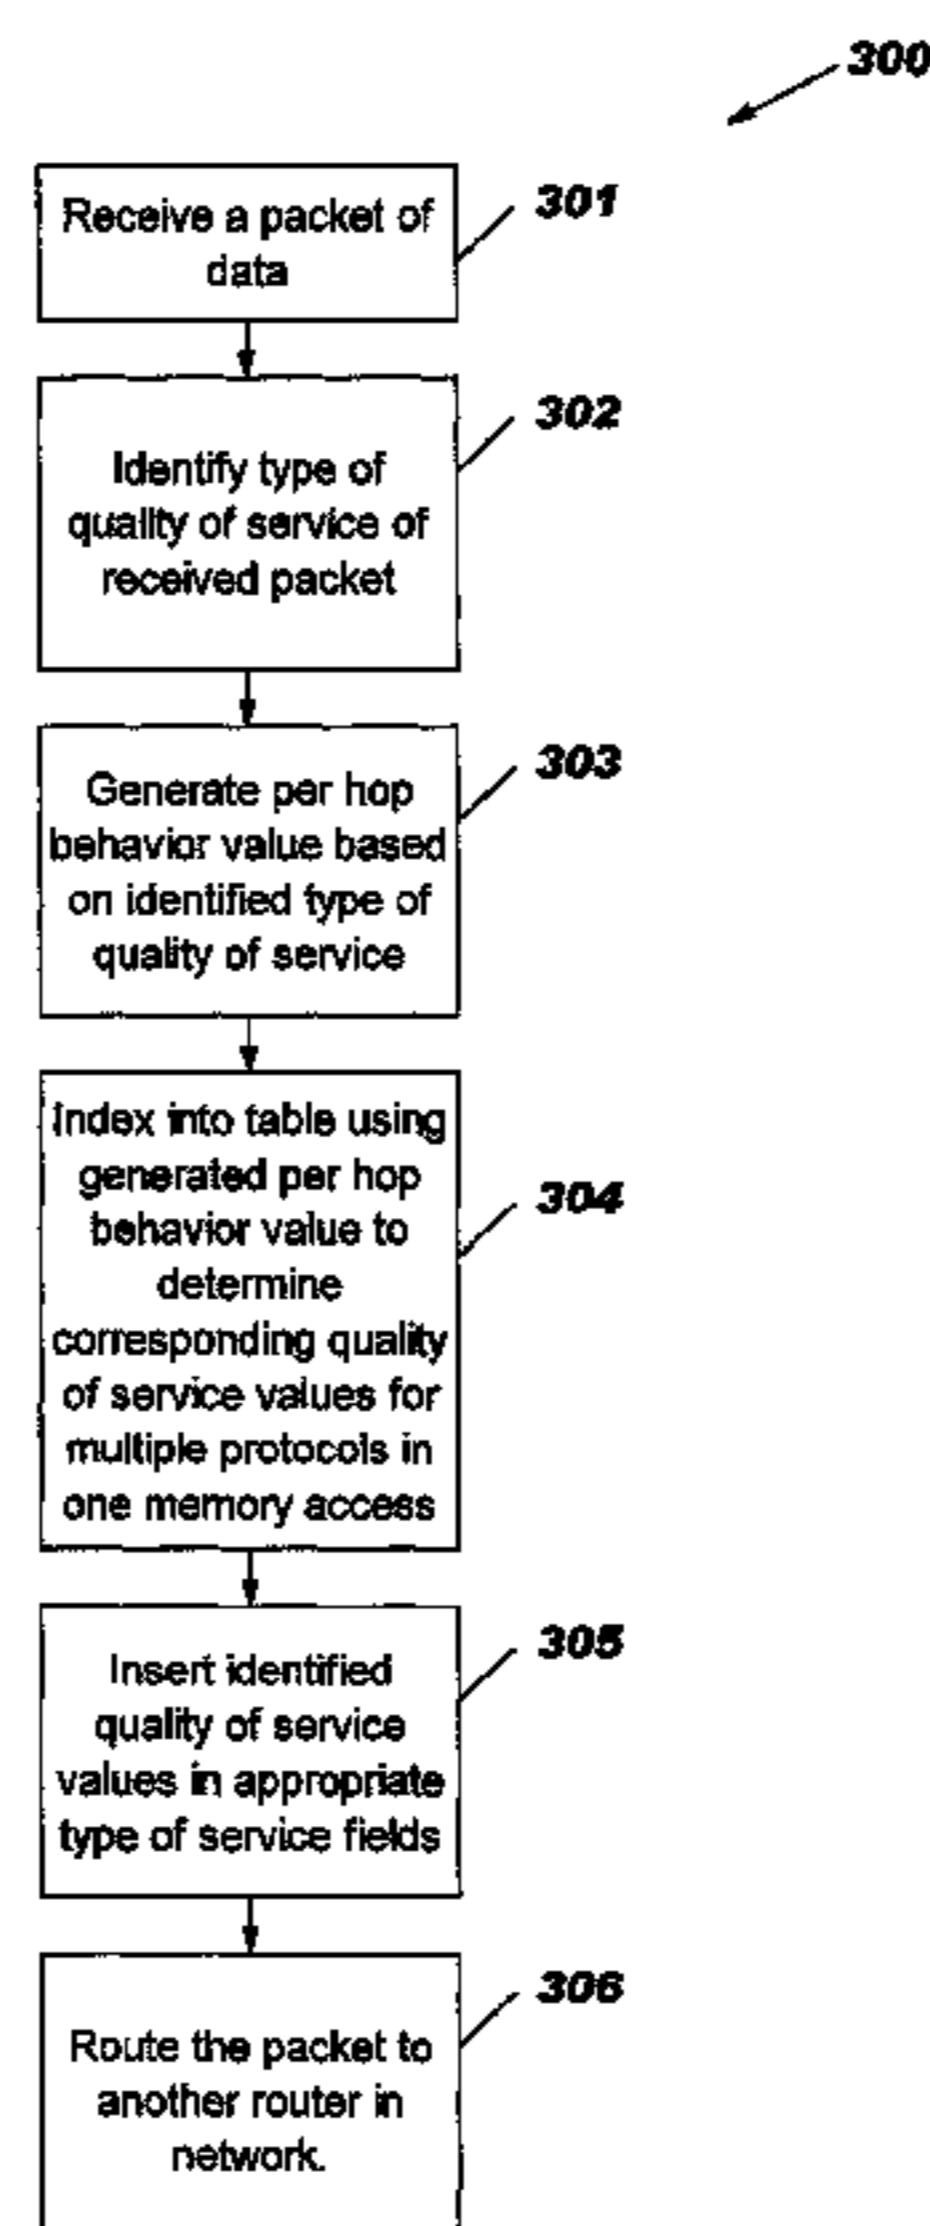 300
301
Receive a packet of
data
302
Identify type of
quality of service of
received packet
303
Generate per hop
behavior value based
on identified type of
quality of service
Index into table using
generated per hop
304
behavior value to
determine
corresponding quality
of service values for
multiple protocols in
one memory access
305
Insert identified
quality of service
values in appropriate
type of service fields
306
Route the packet to
another router in
network.